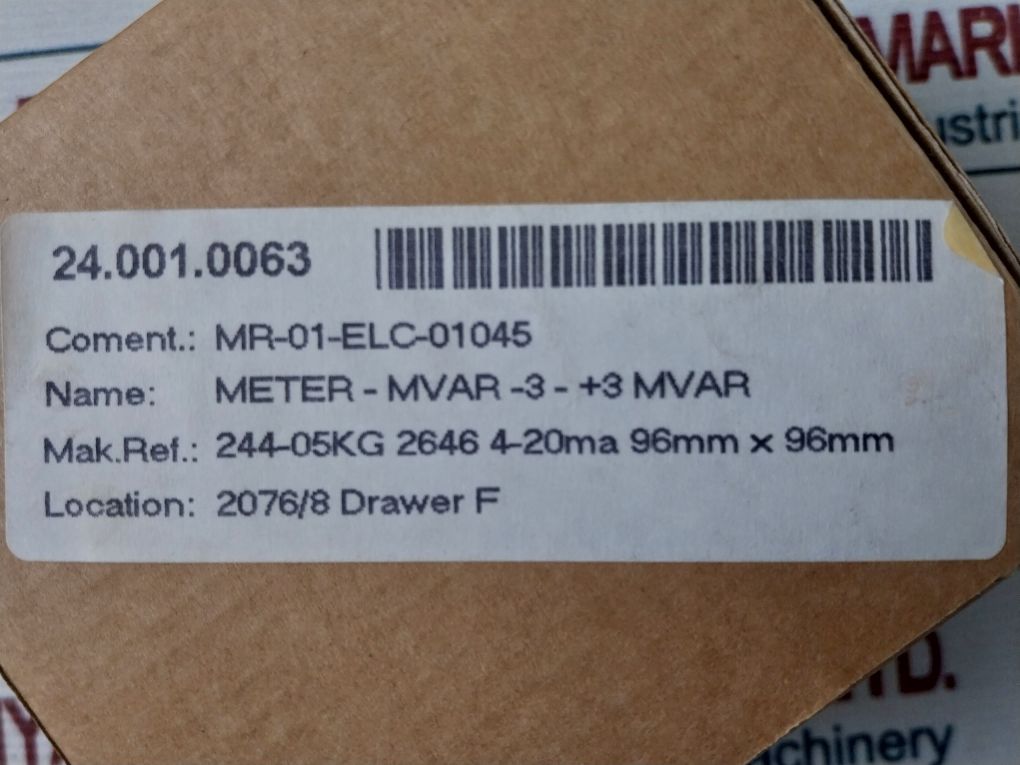 24.001.0063
Coment.: MR-01-ELC-01045
Name: METER - MVAR -3 - +3 MVAR
Mak.Ref.: 244-05KG 2646 4-20ma 96mm x 96mm
Location: 2076/8 Drawer F